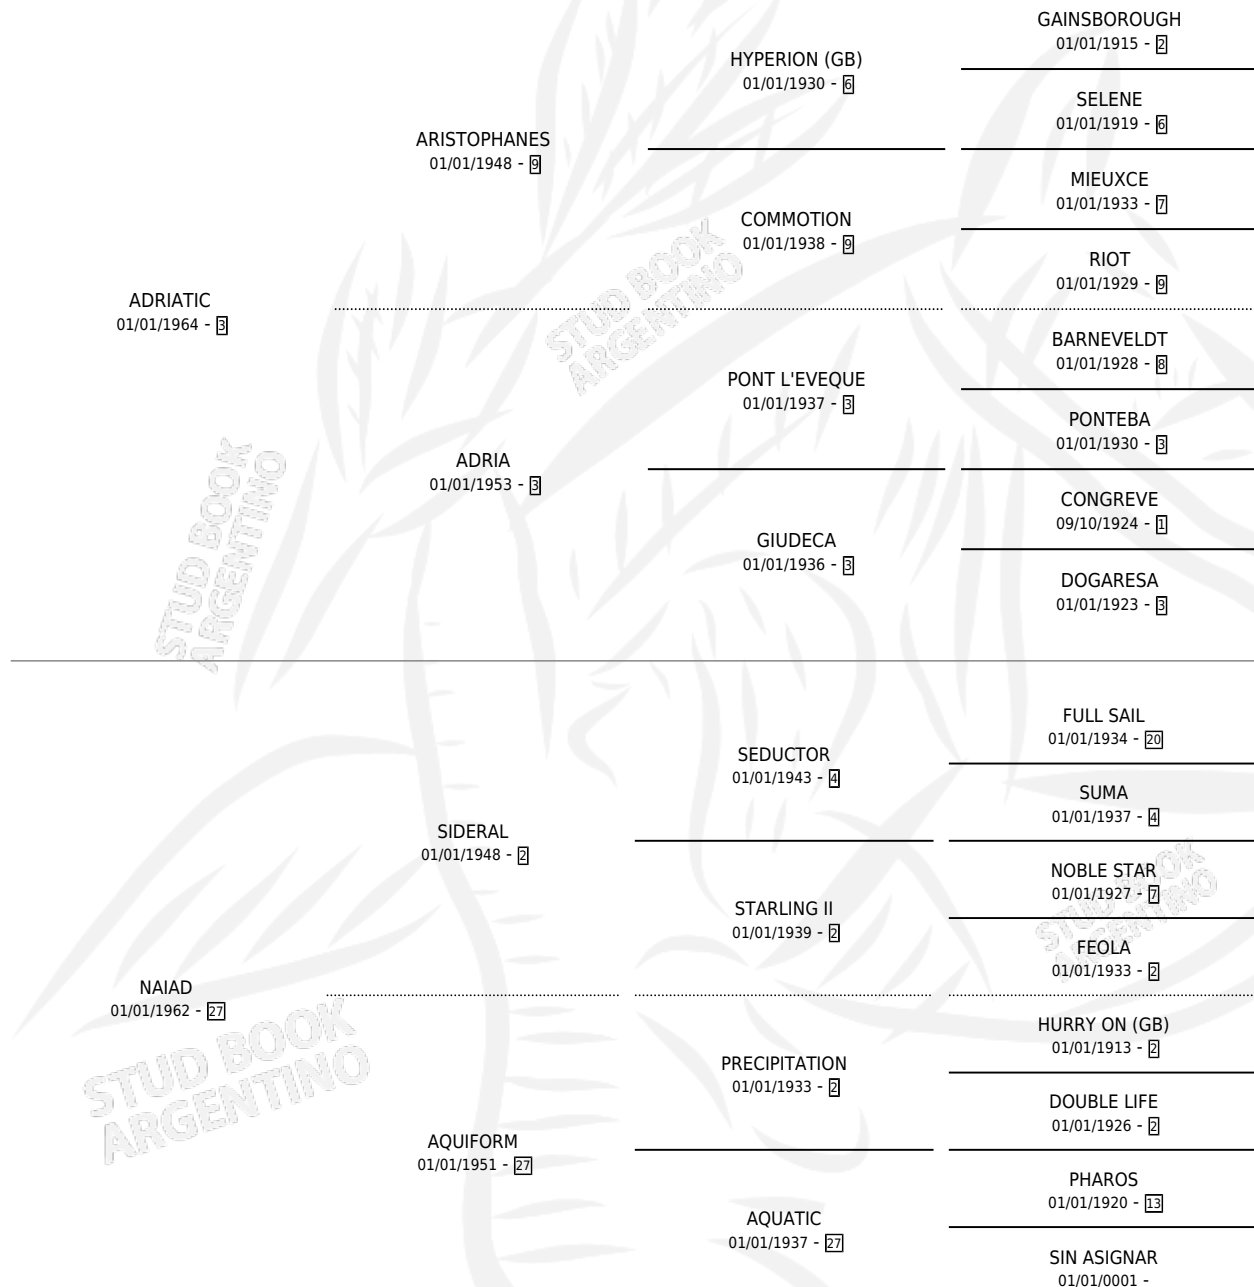 GAINSBOROUGH
01/01/1915 - 2
HYPERION (GB)
01/01/1930 - 6
SELENE
01/01/1919 - 6
ARISTOPHANES
01/01/1948 - 9
MIEUXCE
01/01/1933 - 7
COMMOTION
01/01/1938 - 9
RIOT
01/01/1929 - 9
ADRIATIC
01/01/1964 - 3
BARNEVELDT
01/01/1928 - 8
PONT L'EVEQUE
01/01/1937 - 3
PONTEBA
01/01/1930 - 3
ADRIA
01/01/1953 - 3
CONGREVE
09/10/1924 - 1
GIUDECA
01/01/1936 - 3
DOGARESA
01/01/1923 - 3
FULL SAIL
01/01/1934 - 20
SEDUCTOR
01/01/1943 - 4
SUMA
01/01/1937 - 4
SIDERAL
01/01/1948 - 2
NOBLE STAR
01/01/1927 - 7
STARLING II
01/01/1939 - 2
FEOLA
01/01/1933 - 2
NAIAD
01/01/1962 - 27
HURRY ON (GB)
01/01/1913 - 2
PRECIPITATION
01/01/1933 - 2
DOUBLE LIFE
01/01/1926 - 2
AQUIFORM
01/01/1951 - 27
PHAROS
01/01/1920 - 13
AQUATIC
01/01/1937 - 27
SIN ASIGNAR
01/01/0001 -
STUD BOOK
ARGENTINO
STUD BOOK
ARGENTINO
STUD BOOK
ARGENTINO
STUD BOOK
ARGENTINO